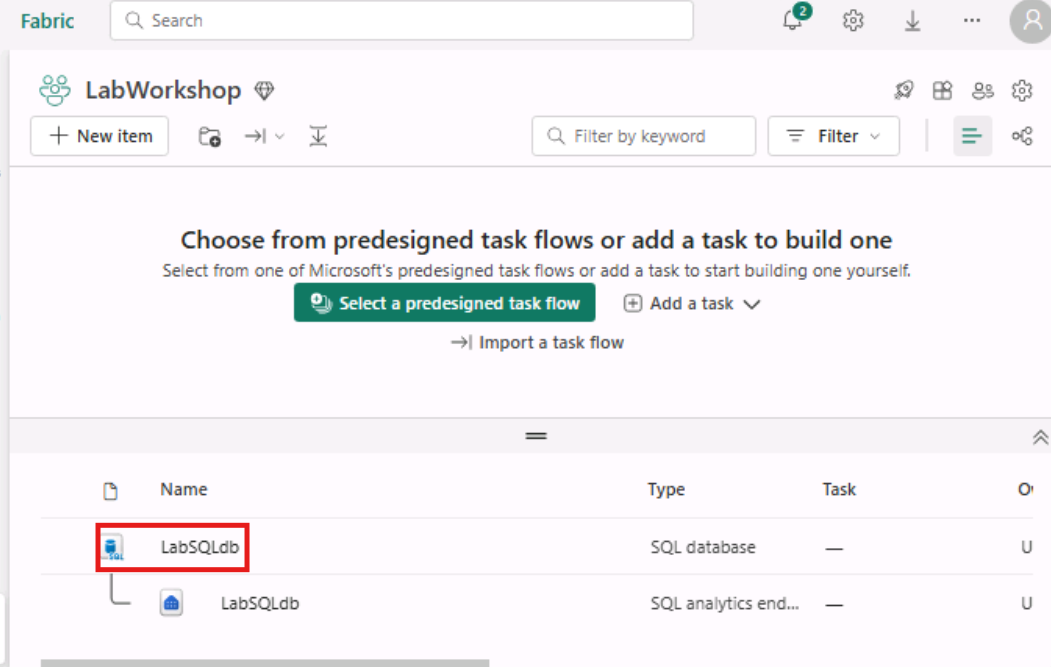 Fabric
Search
2
LabWorkshop
New item
Filter by keyword
Filter
Choose from predesigned task flows or add a task to build one
Select from one of Microsoft's predesigned task flows or add a task to start building one yourself.
Select a predesigned task flow
Add a task
Import a task flow
Name Type Task
SQL LabSQLdb SQL database — U
LabSQLdb SQL analytics end... — U